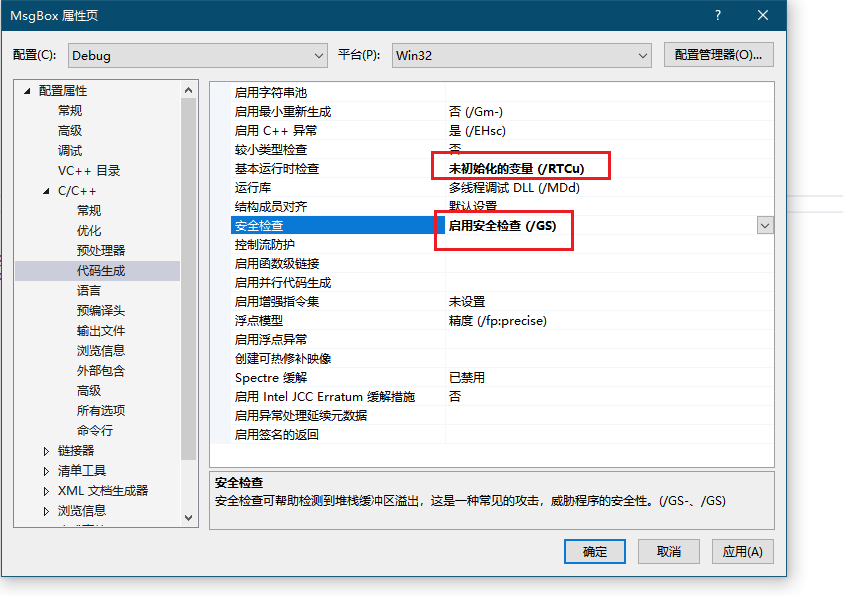 MsgBox 属性页
配置(C): Debug 平台(P): Win32 配置管理器(O)...
配置属性
常规
高级
调试
VC++ 目录
C/C++
常规
优化
预处理器
代码生成
语言
预编译头
输出文件
浏览信息
外部包含
高级
所有选项
命令行
链接器
清单工具
XML 文档生成器
浏览信息
启用字符串池
启用最小重新生成 否 (/Gm-)
启用 C++ 异常 是 (/EHsc)
较小类型检查 否
基本运行时检查 未初始化的变量 (/RTCu)
运行库 多线程调试 DLL (/MDd)
结构成员对齐 默认设置
安全检查 启用安全检查 (/GS)
控制流防护
启用函数级链接
启用并行代码生成
启用增强指令集 未设置
浮点模型 精度 (/fp:precise)
启用浮点异常
创建可热修补映像
Spectre 缓解 已禁用
启用 Intel JCC Erratum 缓解措施 否
启用异常处理延续元数据
启用签名的返回
安全检查
安全检查可帮助检测到堆栈缓冲区溢出，这是一种常见的攻击，威胁程序的安全性。(/GS-、/GS)
确定 取消 应用(A)